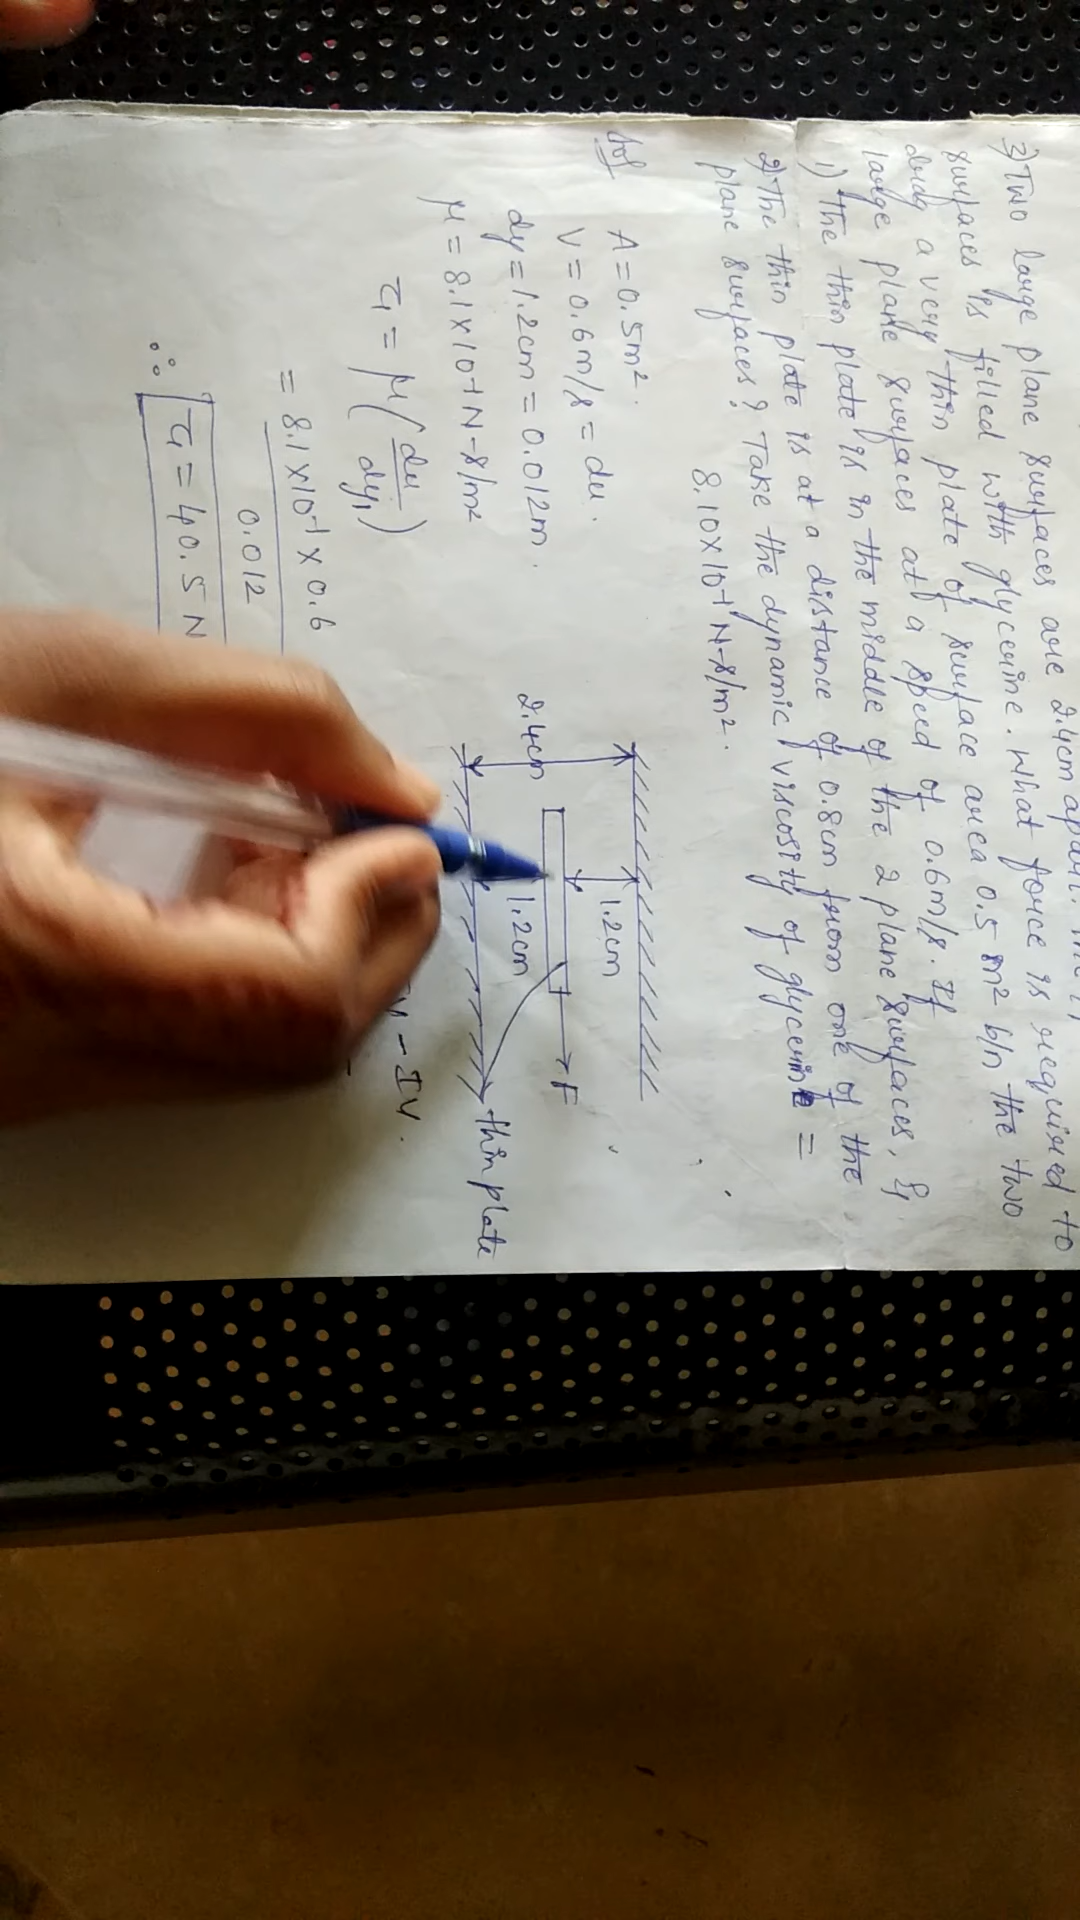 3) Two large plane surfaces are 2.4cm apart.
surfaces is filled with glycerine. What force is required to
drag a very thin plate of surface area 0.5 m² b/n the two
large plane surfaces at a speed of 0.6m/s. If
1) The thin plate is in the middle of the 2 plane surfaces, &
2) The thin plate is at a distance of 0.8cm from one of the
plane surfaces? Take the dynamic viscosity of glycerine =
8.10×10⁻¹ N-s/m².
Sol
A = 0.5m².
V = 0.6m/s = du.
dy = 1.2cm = 0.012m.
μ = 8.1×10⁻¹ N-s/m²
2.4cm
1.2cm
1.2cm
F
thin plate
τ₁ = μ(du/dy₁)
= 8.1×10⁻¹ × 0.6
0.012
∴ τ₁ = 40.5 N